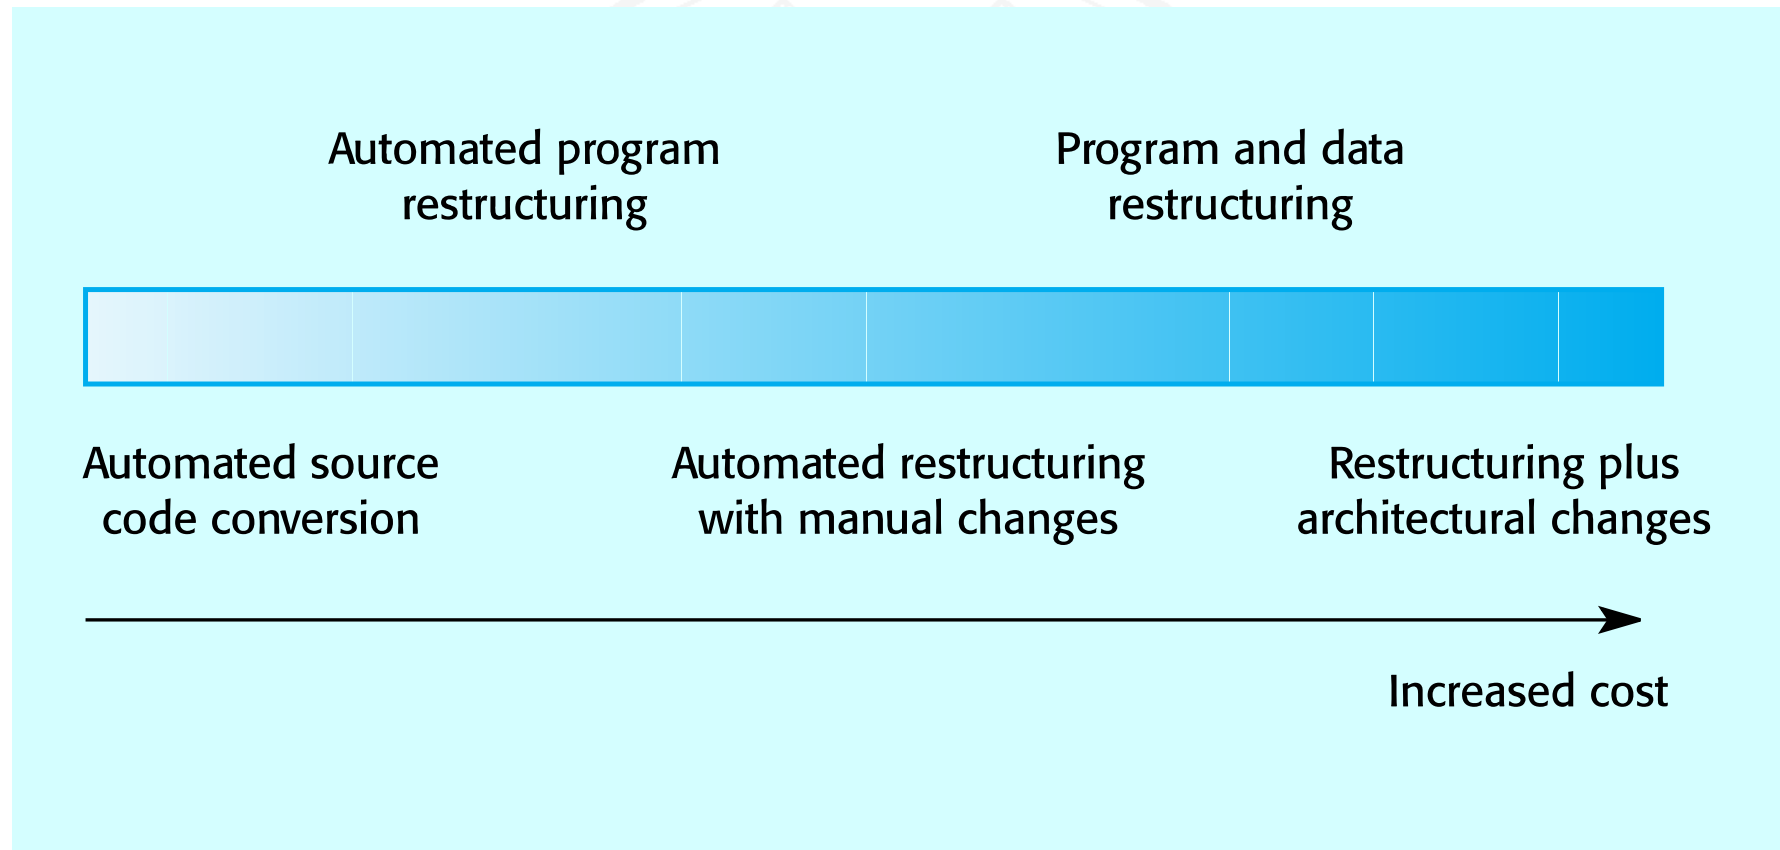 Automated program
restructuring
Program and data
restructuring
Automated source
code conversion
Automated restructuring
with manual changes
Restructuring plus
architectural changes
Increased cost